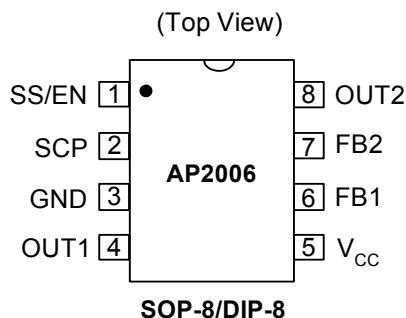 (Top View)
SS/EN 1 8 OUT2
SCP 2 7 FB2
AP2006
GND 3 6 FB1
OUT1 4 5 V_CC
SOP-8/DIP-8